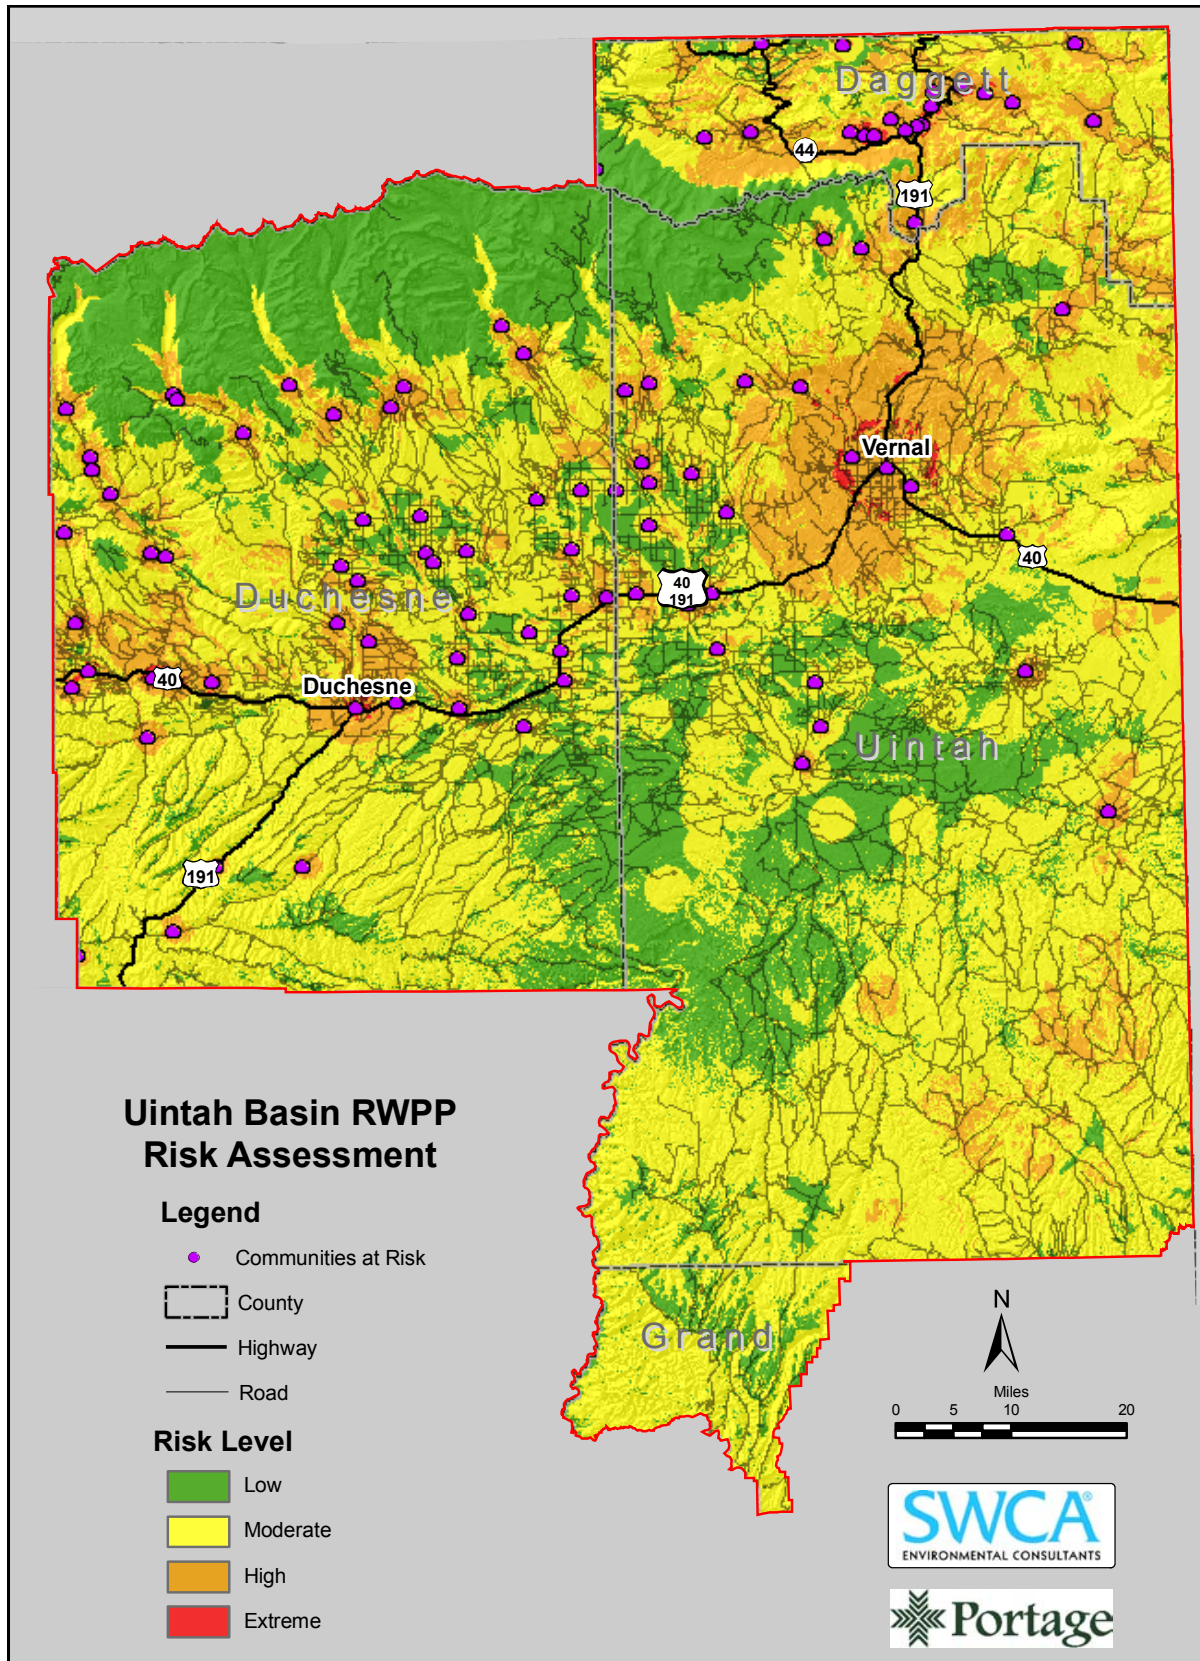 Daggett
44
191
Vernal
40
Duchesne
40
191
40
Duchesne
Uintah
191
Grand
Uintah Basin RWPP
Risk Assessment
Legend
Communities at Risk
County
Highway
Road
Risk Level
Low
Moderate
High
Extreme
N
Miles
0 5 10 20
SWCA®
ENVIRONMENTAL CONSULTANTS
Portage